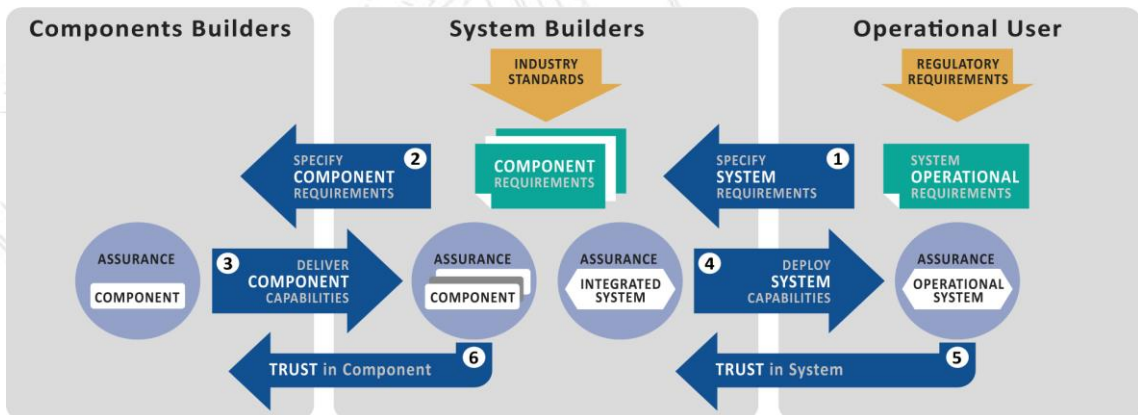 Components Builders
System Builders
Operational User
INDUSTRY
STANDARDS
REGULATORY
REQUIREMENTS
2
SPECIFY
COMPONENT
REQUIREMENTS
COMPONENT
REQUIREMENTS
1
SPECIFY
SYSTEM
REQUIREMENTS
SYSTEM
OPERATIONAL
REQUIREMENTS
ASSURANCE
COMPONENT
3
DELIVER
COMPONENT
CAPABILITIES
ASSURANCE
COMPONENT
ASSURANCE
INTEGRATED
SYSTEM
4
DEPLOY
SYSTEM
CAPABILITIES
ASSURANCE
OPERATIONAL
SYSTEM
TRUST in Component
6
TRUST in System
5